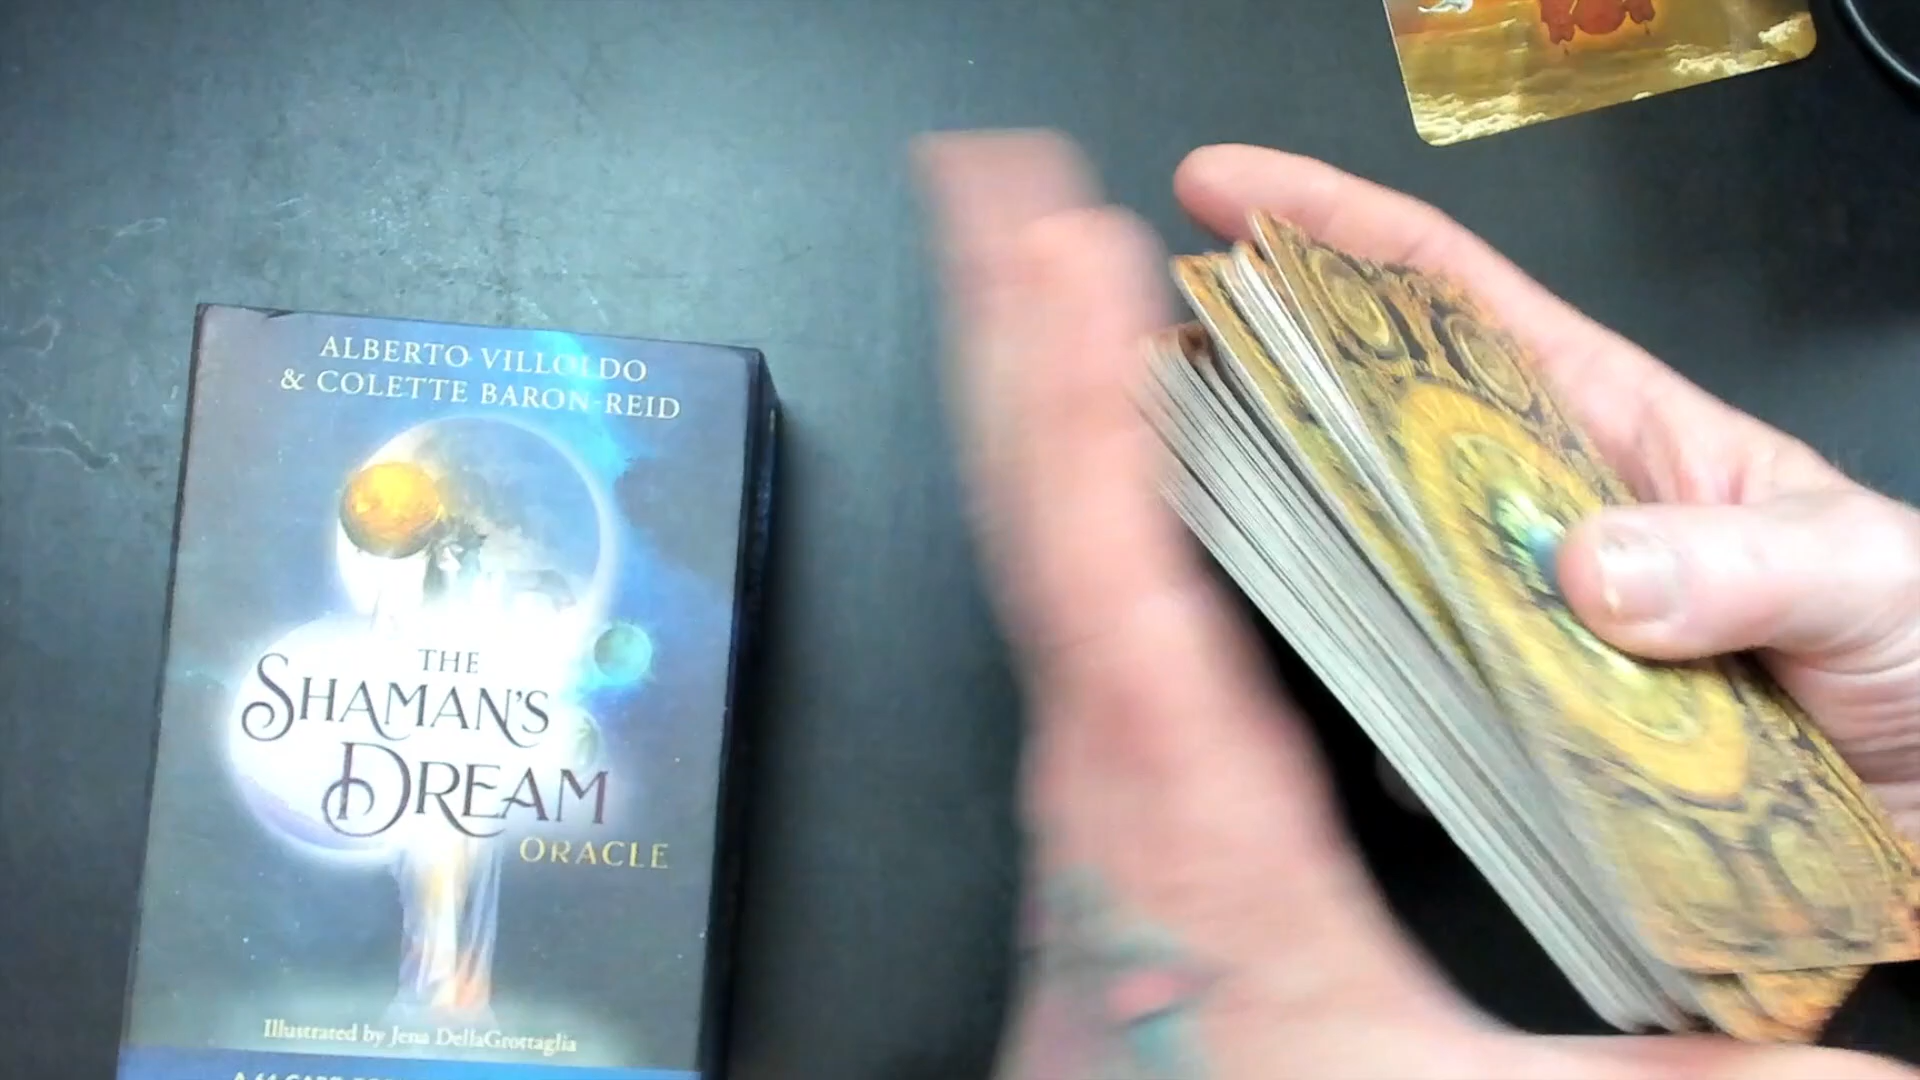 ALBERTO VILLOLDO
& COLETTE BARON-REID
THE
SHAMAN'S
DREAM
ORACLE
Illustrated by Jena DellaGrottaglia